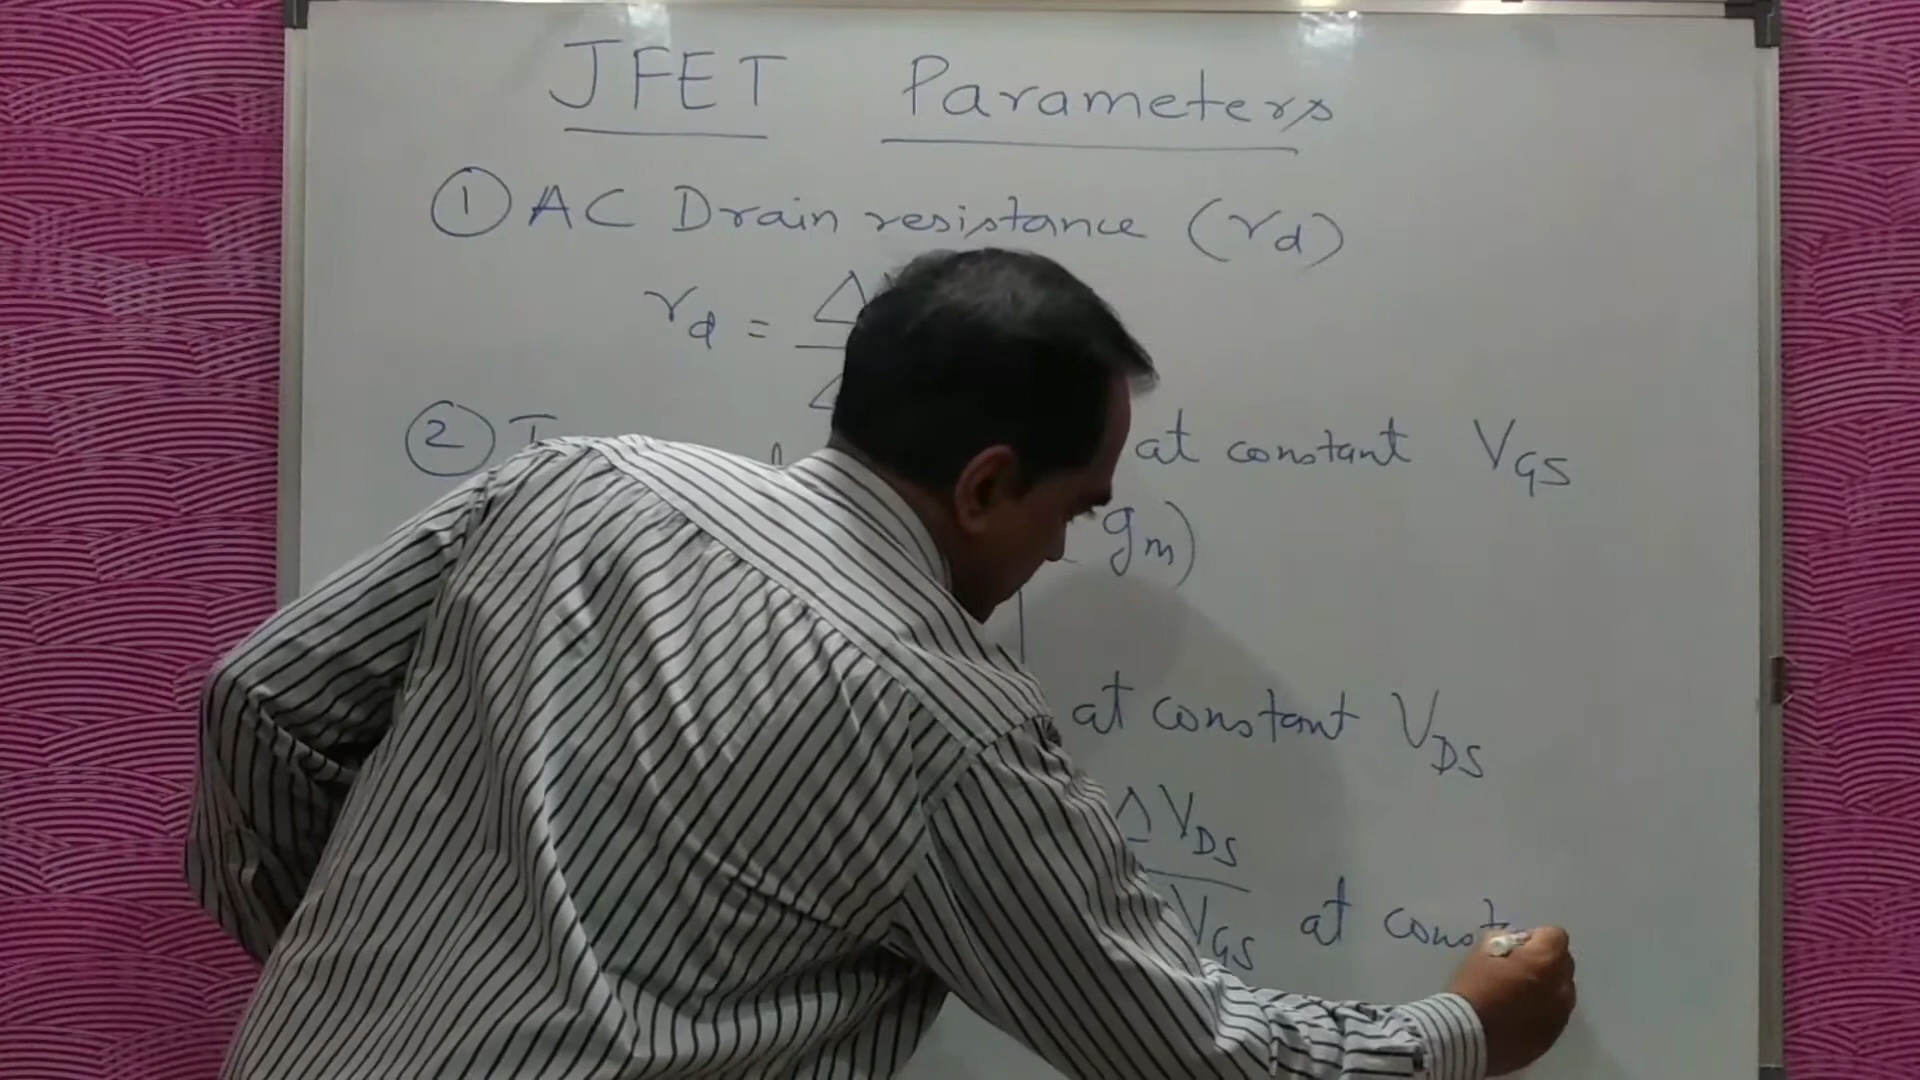 JFET Parameters
① AC Drain resistance (rd)
rd = Δ
② at constant VGS
gm)
at constant VDS
ΔVDS
VGS at const